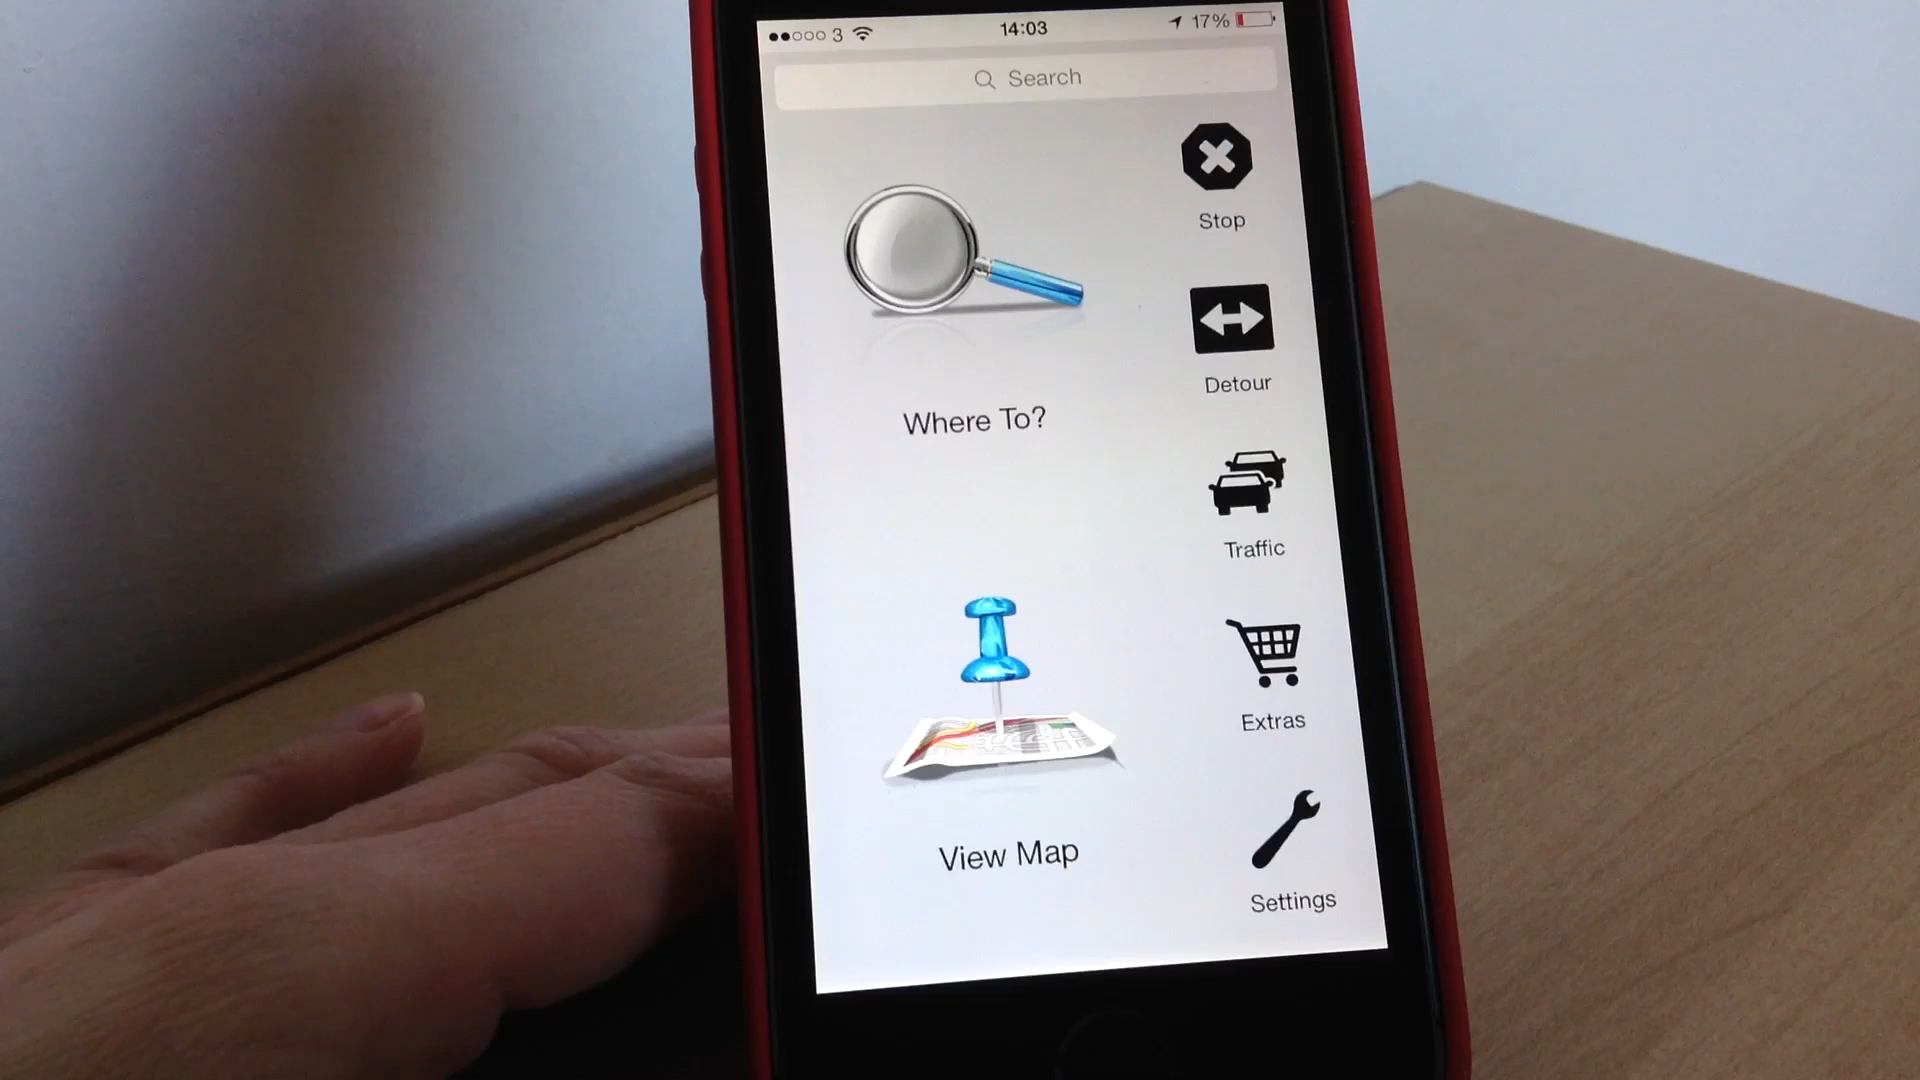 3 14:03 17%
Search
Stop
Detour
Where To?
Traffic
Extras
View Map
Settings